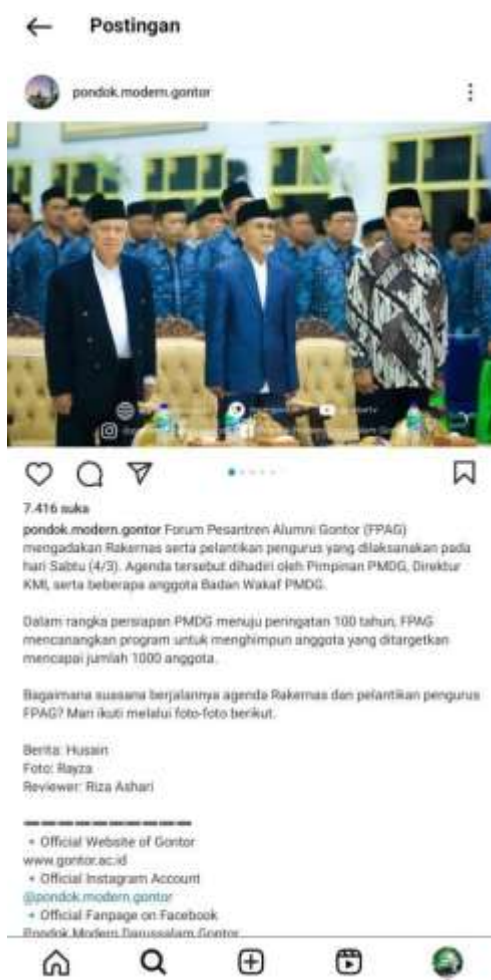 Postingan
pondok.modern.gontor
7.416 suka
pondok.modern.gontor Forum Pesantren Alumni Gontor (FPAG)
mengadakan Rakernas serta pelantikan pengurus yang dilaksanakan pada
hari Sabtu (4/3). Agenda tersebut dihadiri oleh Pimpinan PMDG, Direktur
KMI, serta beberapa anggota Badan Wakaf PMDG.
Dalam rangka persiapan PMDG menuju peringatan 100 tahun, FPAG
mencanangkan program untuk menghimpun anggota yang ditargetkan
mencapai jumlah 1000 anggota.
Bagaimana suasana berjalannya agenda Rakernas dan pelantikan pengurus
FPAG? Mari ikuti melalui foto-foto berikut.
Berita: Husain
Foto: Rayza
Reviewer: Riza Ashari
Official Website of Gontor
www.gontor.ac.id
Official Instagram Account
@pondok.modern.gontor
Official Fanpage on Facebook
Pondok Modern Darussalam Gontor